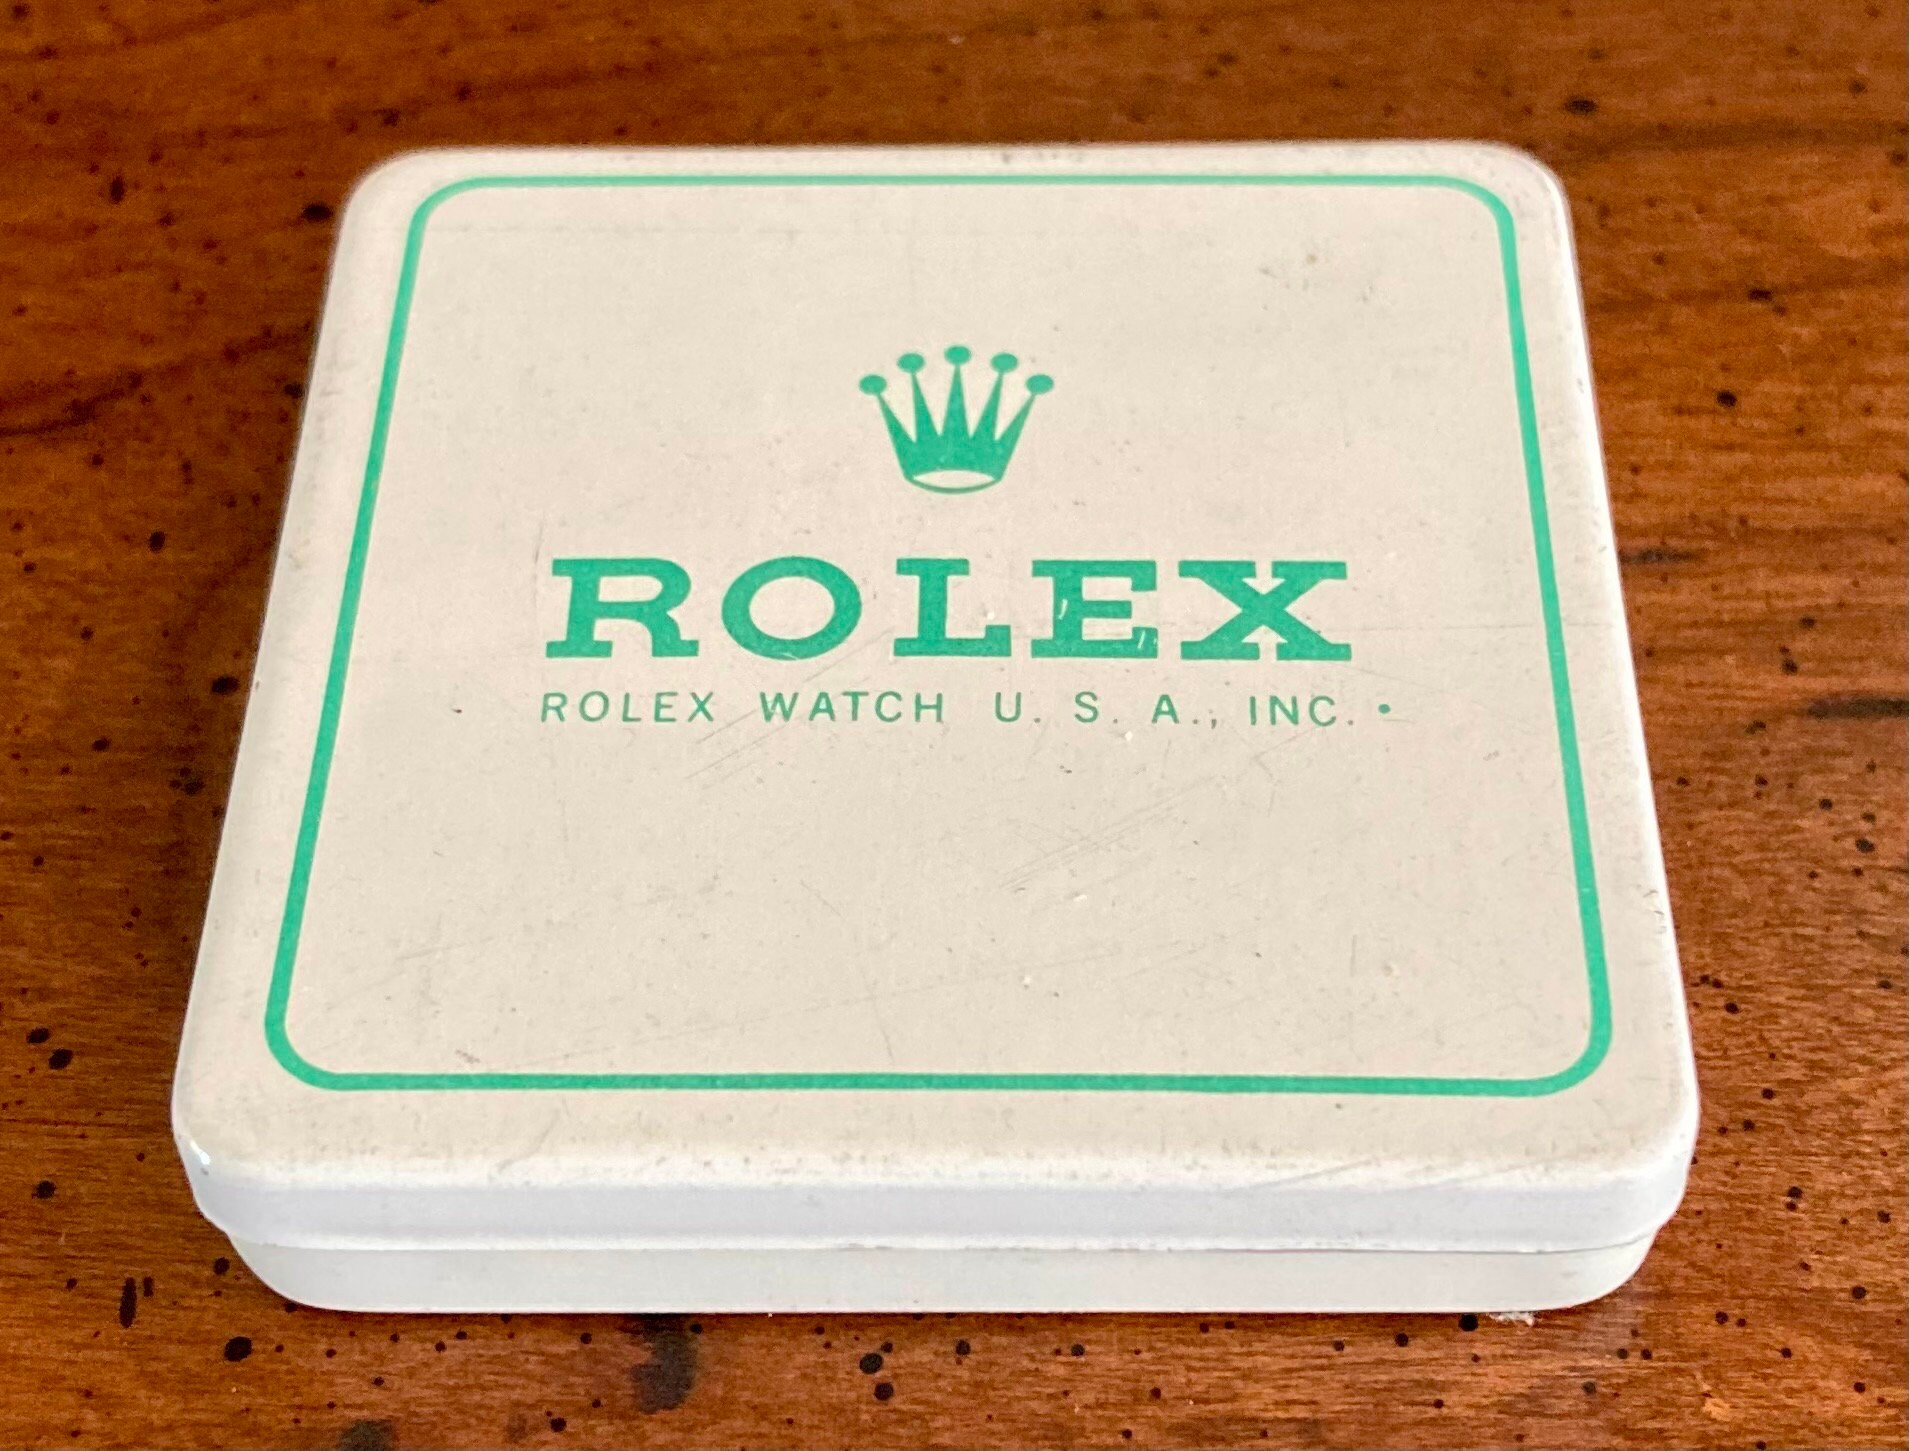 ROLEX
ROLEX WATCH U. S. A., INC. •